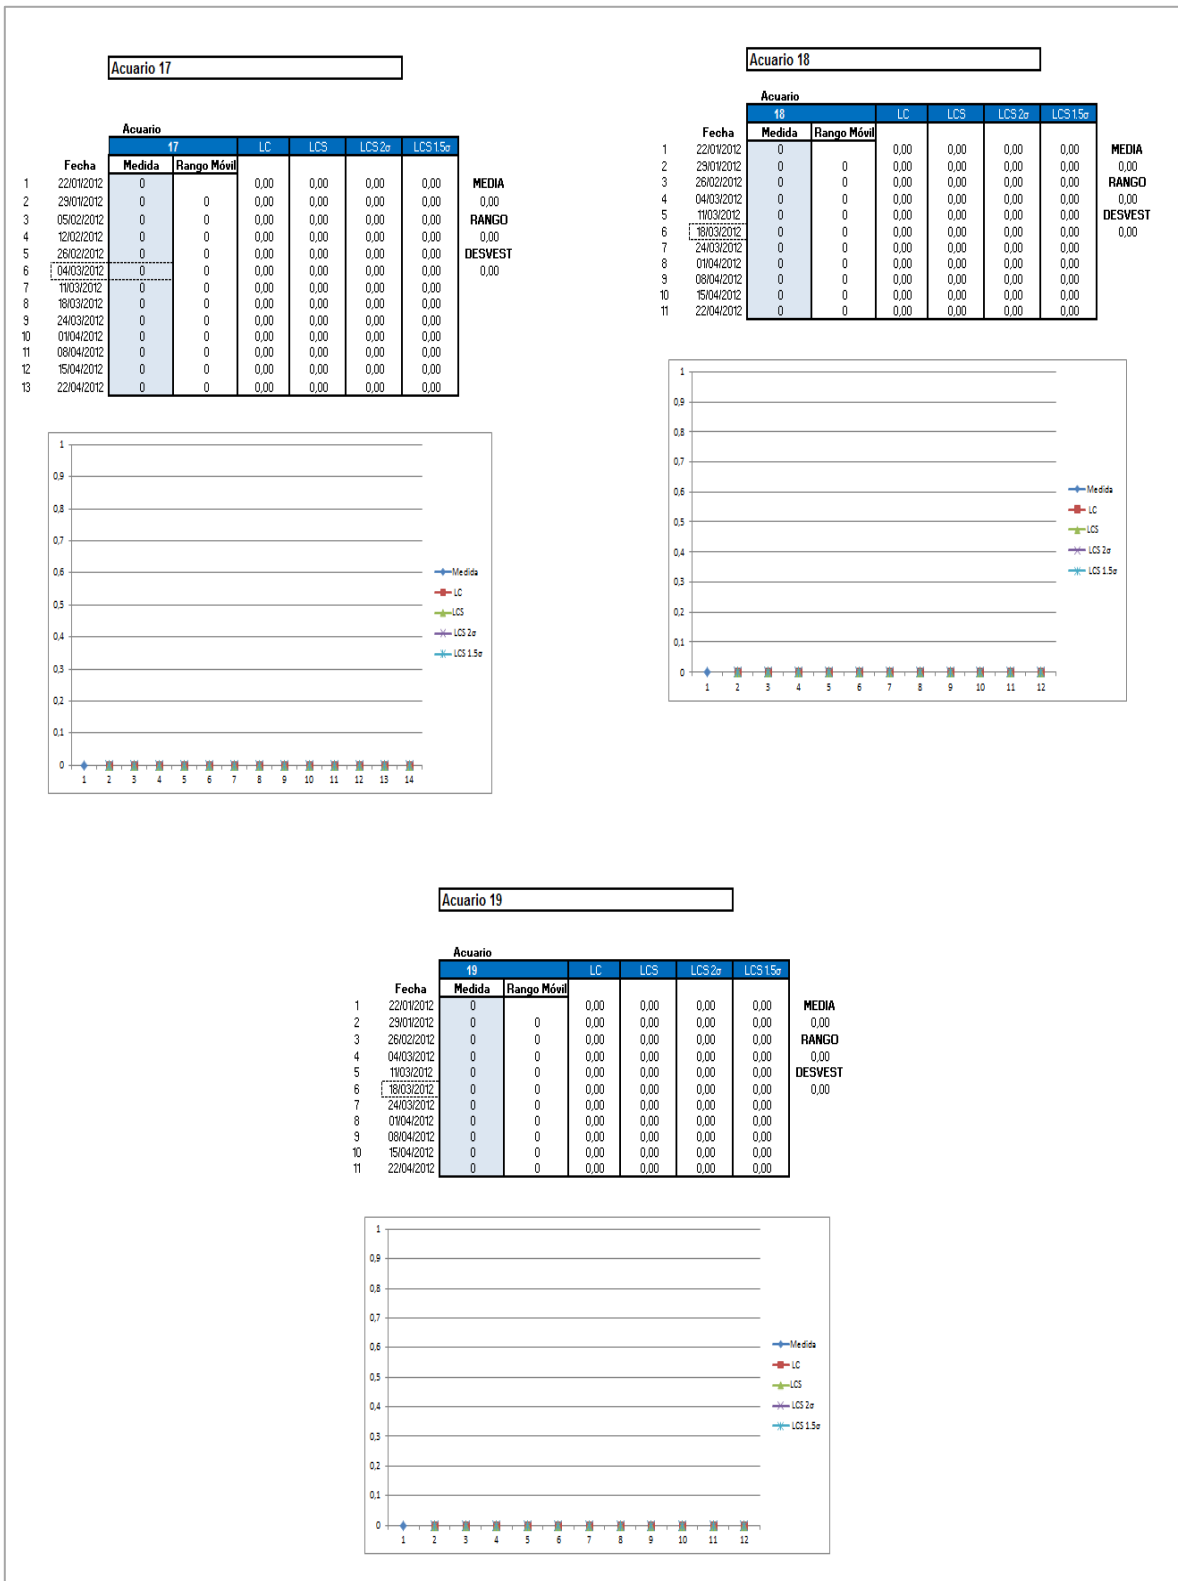 Acuario 17
Acuario
17 LC LCS LCS 2σ LCS 1.5σ
Fecha Medida Rango Móvil
1 22/01/2012 0 0,00 0,00 0,00 0,00 MEDIA
2 29/01/2012 0 0 0,00 0,00 0,00 0,00 0,00
3 05/02/2012 0 0 0,00 0,00 0,00 0,00 RANGO
4 12/02/2012 0 0 0,00 0,00 0,00 0,00 0,00
5 26/02/2012 0 0 0,00 0,00 0,00 0,00 DESVEST
6 04/03/2012 0 0 0,00 0,00 0,00 0,00 0,00
7 11/03/2012 0 0 0,00 0,00 0,00 0,00
8 18/03/2012 0 0 0,00 0,00 0,00 0,00
9 24/03/2012 0 0 0,00 0,00 0,00 0,00
10 01/04/2012 0 0 0,00 0,00 0,00 0,00
11 08/04/2012 0 0 0,00 0,00 0,00 0,00
12 15/04/2012 0 0 0,00 0,00 0,00 0,00
13 22/04/2012 0 0 0,00 0,00 0,00 0,00
1
0,9
0,8
0,7
0,6
0,5
0,4
0,3
0,2
0,1
0
1 2 3 4 5 6 7 8 9 10 11 12 13 14
Medida
LC
LCS
LCS 2σ
LCS 1.5σ
Acuario 18
Acuario
18 LC LCS LCS 2σ LCS 1.5σ
Fecha Medida Rango Móvil
1 22/01/2012 0 0,00 0,00 0,00 0,00 MEDIA
2 29/01/2012 0 0 0,00 0,00 0,00 0,00 0,00
3 26/02/2012 0 0 0,00 0,00 0,00 0,00 RANGO
4 04/03/2012 0 0 0,00 0,00 0,00 0,00 0,00
5 11/03/2012 0 0 0,00 0,00 0,00 0,00 DESVEST
6 18/03/2012 0 0 0,00 0,00 0,00 0,00 0,00
7 24/03/2012 0 0 0,00 0,00 0,00 0,00
8 01/04/2012 0 0 0,00 0,00 0,00 0,00
9 08/04/2012 0 0 0,00 0,00 0,00 0,00
10 15/04/2012 0 0 0,00 0,00 0,00 0,00
11 22/04/2012 0 0 0,00 0,00 0,00 0,00
1
0,9
0,8
0,7
0,6
0,5
0,4
0,3
0,2
0,1
0
1 2 3 4 5 6 7 8 9 10 11 12
Medida
LC
LCS
LCS 2σ
LCS 1.5σ
Acuario 19
Acuario
19 LC LCS LCS 2σ LCS 1.5σ
Fecha Medida Rango Móvil
1 22/01/2012 0 0,00 0,00 0,00 0,00 MEDIA
2 29/01/2012 0 0 0,00 0,00 0,00 0,00 0,00
3 26/02/2012 0 0 0,00 0,00 0,00 0,00 RANGO
4 04/03/2012 0 0 0,00 0,00 0,00 0,00 0,00
5 11/03/2012 0 0 0,00 0,00 0,00 0,00 DESVEST
6 18/03/2012 0 0 0,00 0,00 0,00 0,00 0,00
7 24/03/2012 0 0 0,00 0,00 0,00 0,00
8 01/04/2012 0 0 0,00 0,00 0,00 0,00
9 08/04/2012 0 0 0,00 0,00 0,00 0,00
10 15/04/2012 0 0 0,00 0,00 0,00 0,00
11 22/04/2012 0 0 0,00 0,00 0,00 0,00
1
0,9
0,8
0,7
0,6
0,5
0,4
0,3
0,2
0,1
0
1 2 3 4 5 6 7 8 9 10 11 12
Medida
LC
LCS
LCS 2σ
LCS 1.5σ